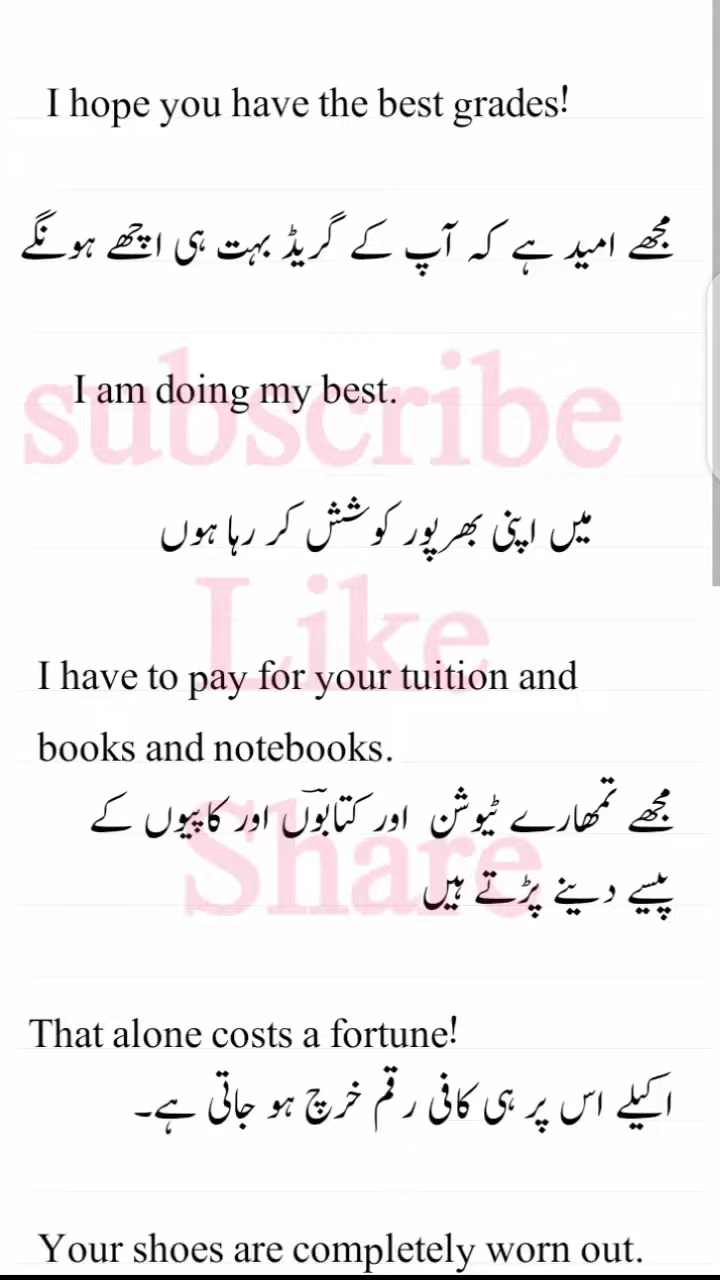 I hope you have the best grades!
مجھے امید ہے کہ آپ کے گریڈ بہت ہی اچھے ہونگے
subscribe
I am doing my best.
میں اپنی بھرپور کوشش کر رہا ہوں
Like
I have to pay for your tuition and
books and notebooks.
مجھے تمھارے ٹیوشن اور کتابوں اور کاپیوں کے
Share
پیسے دینے پڑتے ہیں
That alone costs a fortune!
اکیلے اس پر ہی کافی رقم خرچ ہو جاتی ہے۔
Your shoes are completely worn out.